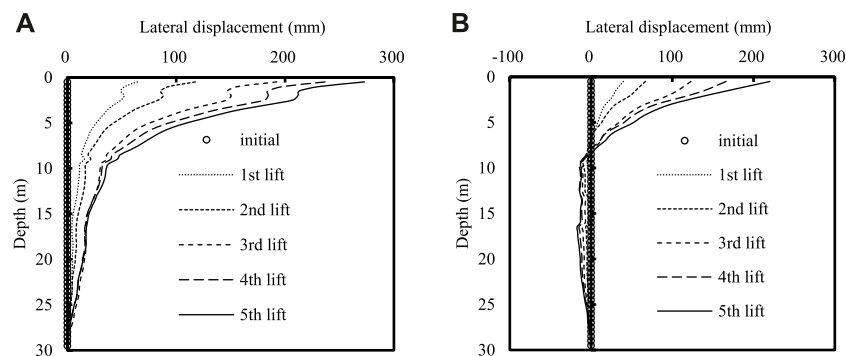 A
Lateral displacement (mm)
0 100 200 300
0
5
10
15
20
25
30
Depth (m)
initial
1st lift
2nd lift
3rd lift
4th lift
5th lift
B
Lateral displacement (mm)
-100 0 100 200 300
0
5
10
15
20
25
30
Depth (m)
initial
1st lift
2nd lift
3rd lift
4th lift
5th lift